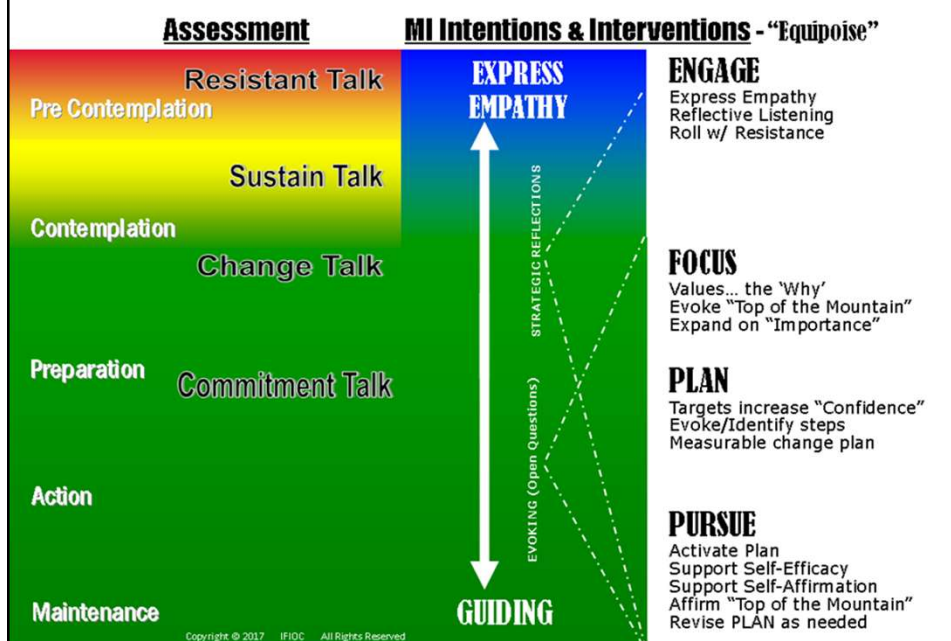 Assessment
MI Intentions & Interventions - “Equipoise”
Resistant Talk
Pre Contemplation
Sustain Talk
Contemplation
Change Talk
Preparation
Commitment Talk
Action
Maintenance
EXPRESS
EMPATHY
STRATEGIC REFLECTIONS
EVOKING (Open Questions)
GUIDING
ENGAGE
Express Empathy
Reflective Listening
Roll w/ Resistance
FOCUS
Values... the ‘Why’
Evoke “Top of the Mountain”
Expand on “Importance”
PLAN
Targets increase “Confidence”
Evoke/Identify steps
Measurable change plan
PURSUE
Activate Plan
Support Self-Efficacy
Support Self-Affirmation
Affirm “Top of the Mountain”
Revise PLAN as needed
Copyright © 2017 IFIOC All Rights Reserved